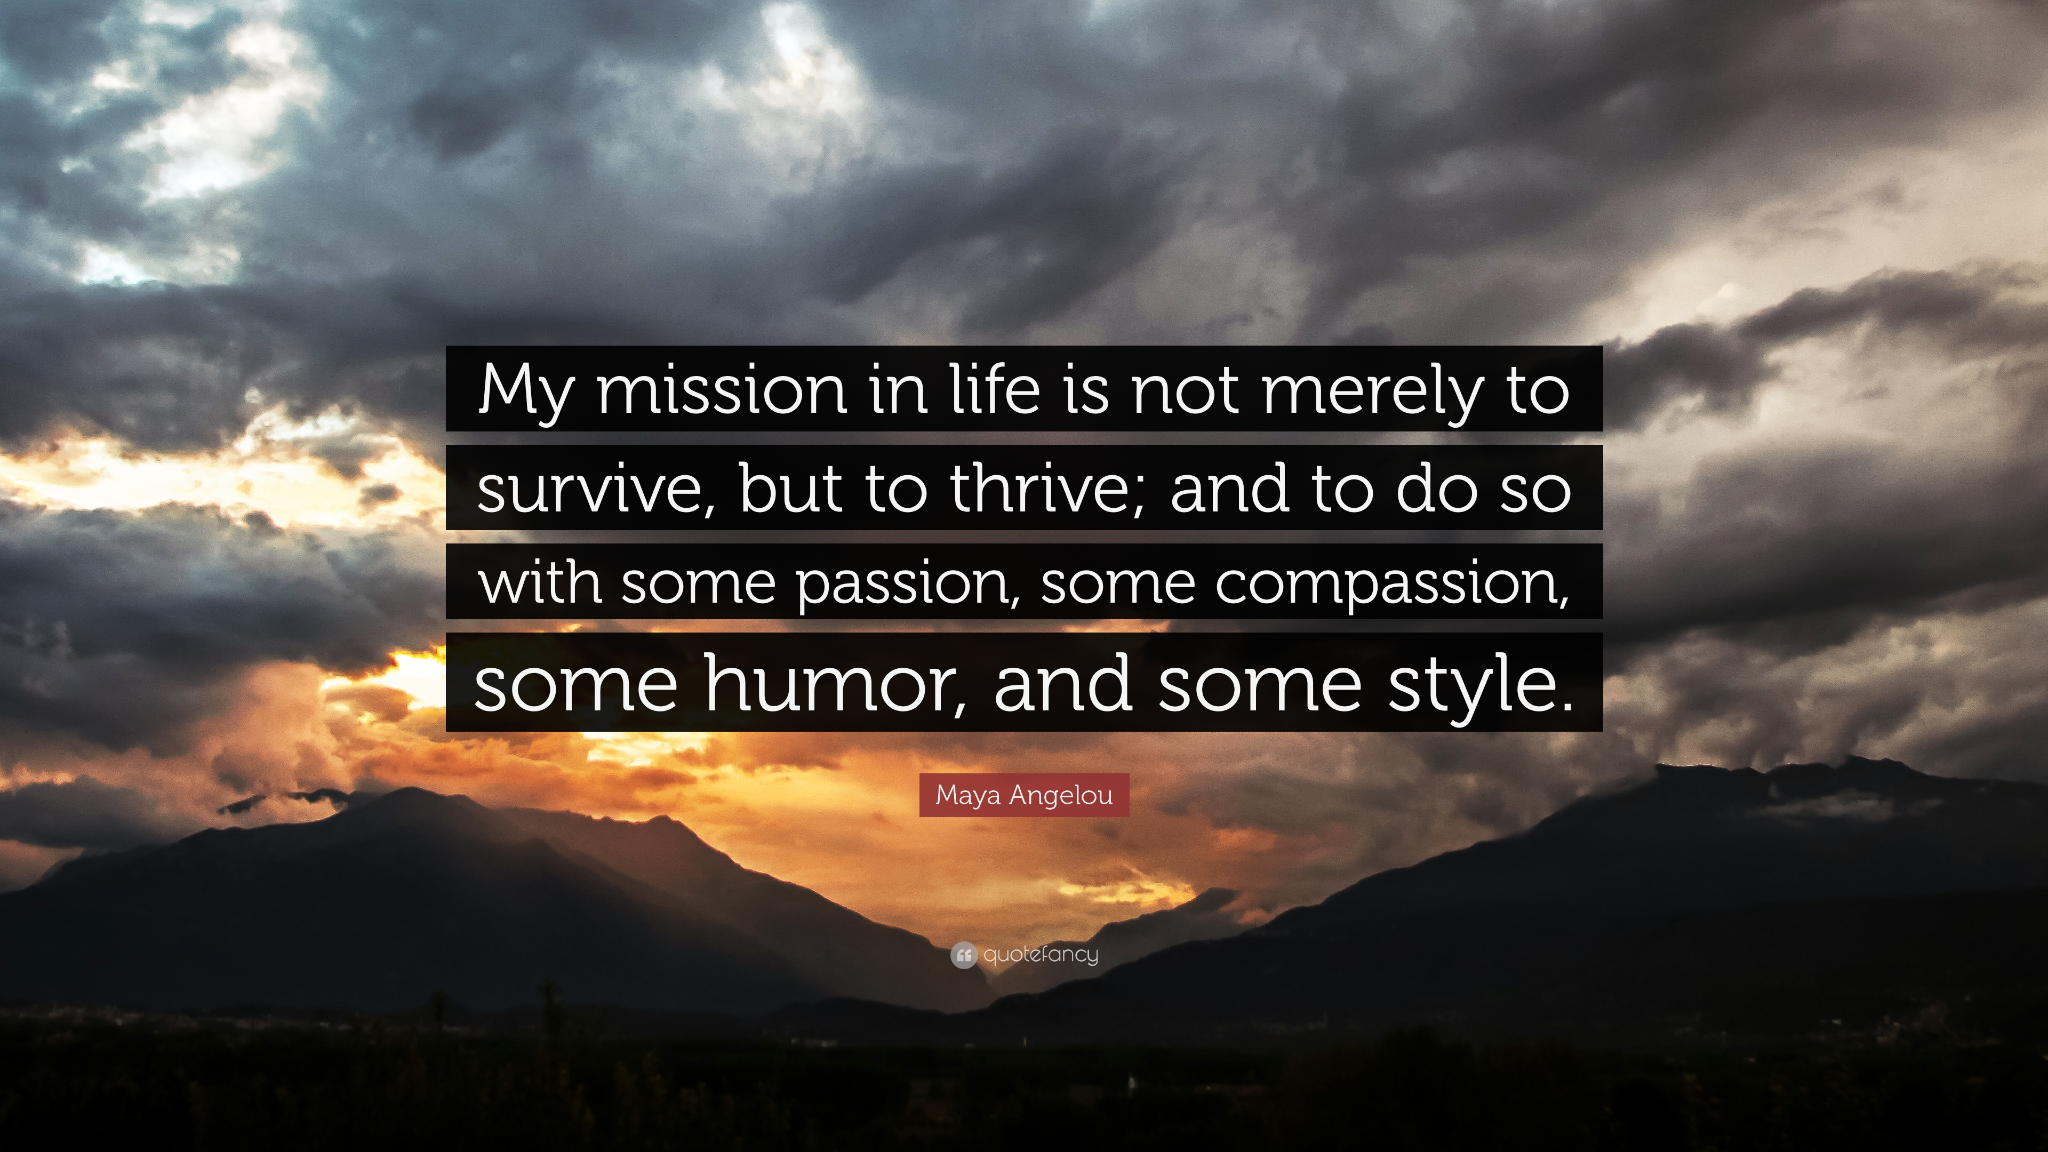 My mission in life is not merely to
survive, but to thrive; and to do so
with some passion, some compassion,
some humor, and some style.
Maya Angelou
quotefancy